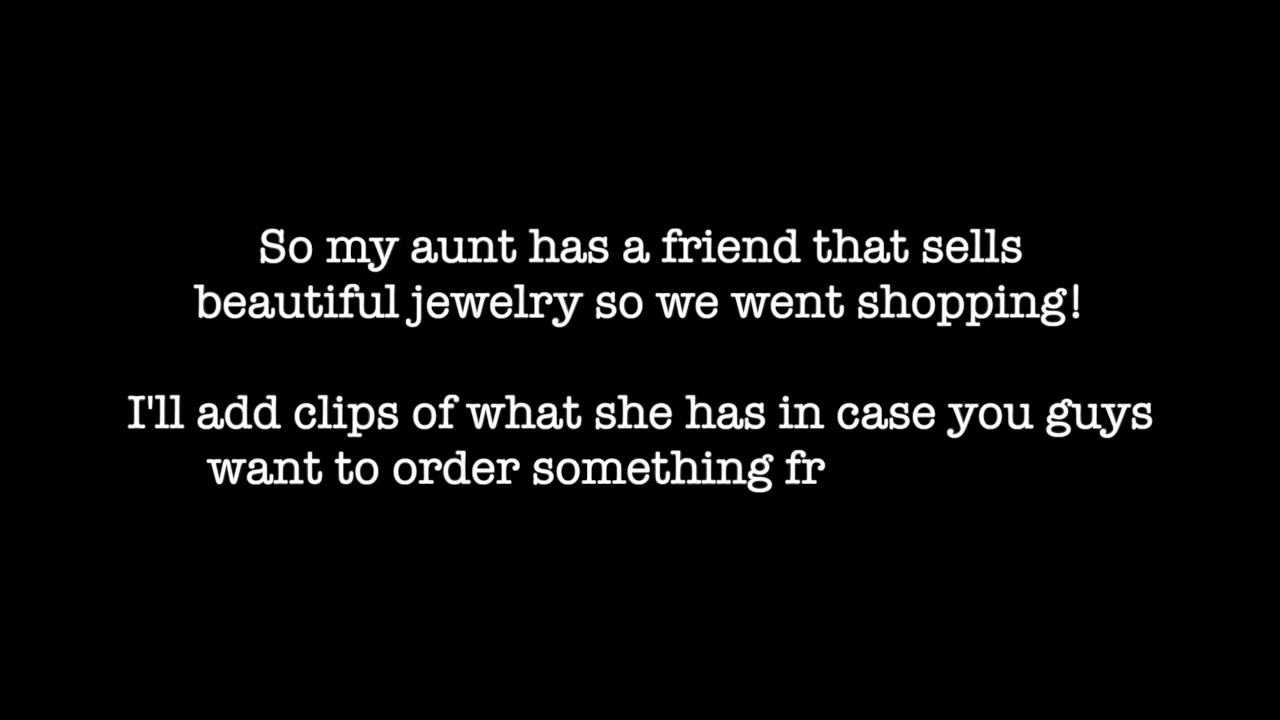 So my aunt has a friend that sells
beautiful jewelry so we went shopping!
I'll add clips of what she has in case you guys
want to order something fr